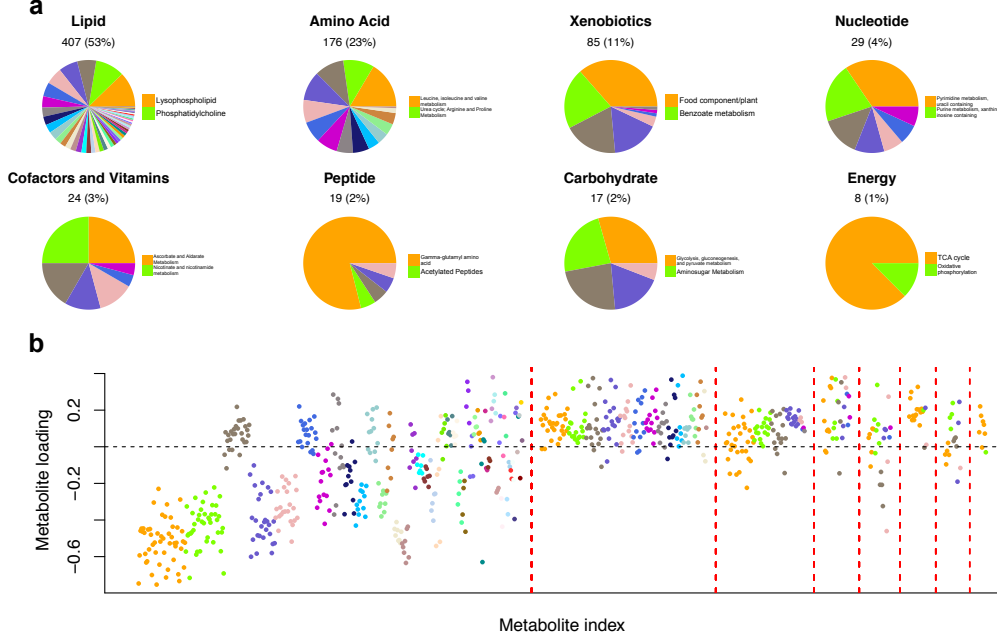 a
Lipid
407 (53%)
Lysophospholipid
Phosphatidylcholine
Amino Acid
176 (23%)
Leucine, isoleucine and valine
metabolism
Urea cycle; Arginine and Proline
Metabolism
Xenobiotics
85 (11%)
Food component/plant
Benzoate metabolism
Nucleotide
29 (4%)
Pyrimidine metabolism,
uracil containing
Purine metabolism, xanthin
inosine containing
Cofactors and Vitamins
24 (3%)
Ascorbate and Aldarate
Metabolism
Nicotinate and nicotinamide
metabolism
Peptide
19 (2%)
Gamma-glutamyl amino
acid
Acetylated Peptides
Carbohydrate
17 (2%)
Glycolysis, gluconeogenesis,
and pyruvate metabolism
Aminosugar Metabolism
Energy
8 (1%)
TCA cycle
Oxidative
phosphorylation
b
Metabolite loading
0.2
−0.2
−0.6
Metabolite index